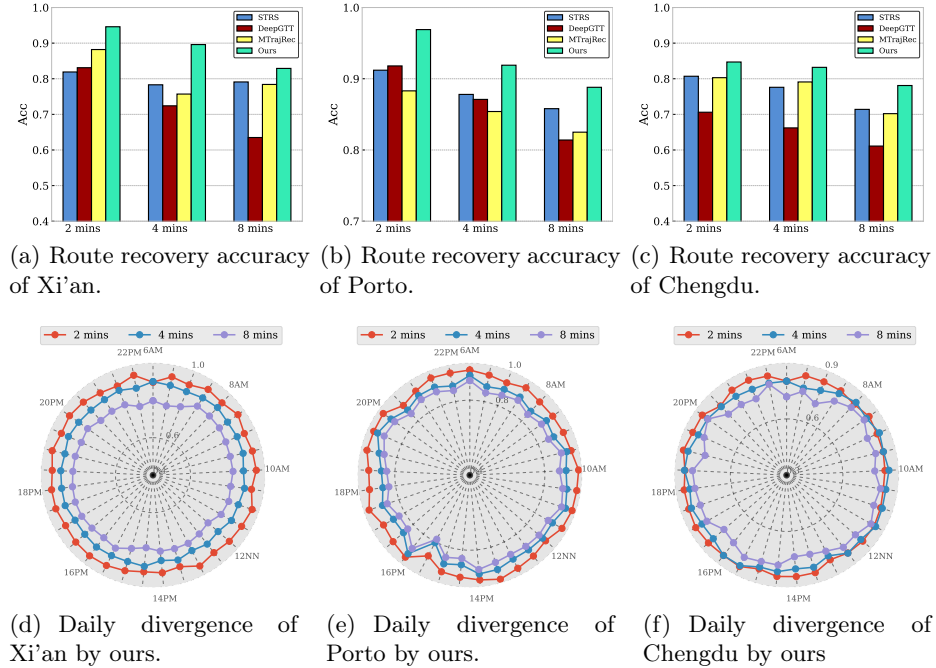 STRS
DeepGTT
MTrajRec
Ours
1.0
0.9
0.8
0.7
0.6
0.5
0.4
Acc
2 mins
4 mins
8 mins
STRS
DeepGTT
MTrajRec
Ours
1.0
0.9
0.8
0.7
Acc
2 mins
4 mins
8 mins
STRS
DeepGTT
MTrajRec
Ours
1.0
0.9
0.8
0.7
0.6
0.5
0.4
Acc
2 mins
4 mins
8 mins
(a) Route recovery accuracy
of Xi'an.
(b) Route recovery accuracy
of Porto.
(c) Route recovery accuracy
of Chengdu.
2 mins 4 mins 8 mins
22PM 6AM
1.0
8AM
20PM
0.6
10AM
18PM
12NN
16PM
14PM
2 mins 4 mins 8 mins
22PM 6AM
1.0
8AM
20PM
0.8
10AM
18PM
12NN
16PM
14PM
2 mins 4 mins 8 mins
22PM 6AM
0.9
8AM
20PM
0.6
10AM
18PM
12NN
16PM
14PM
(d) Daily divergence of
Xi'an by ours.
(e) Daily divergence of
Porto by ours.
(f) Daily divergence of
Chengdu by ours